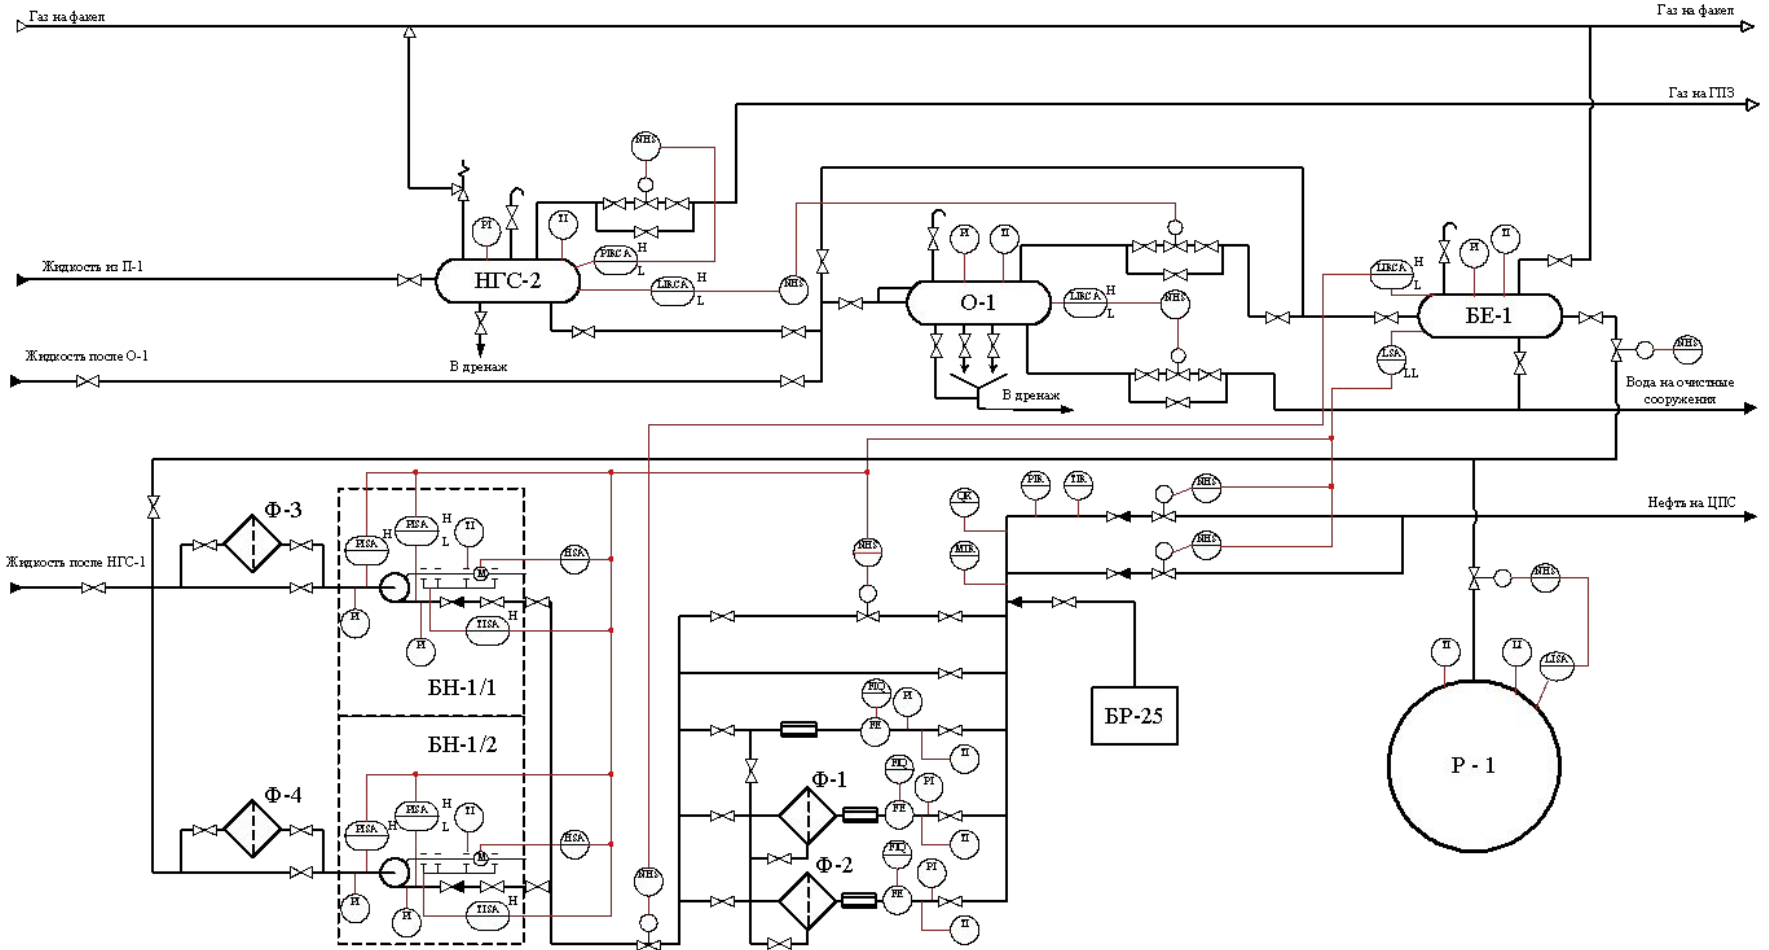 Газ на факел
Газ на факел
Газ на ГПЗ
NHS
PI
TI
PIRCA
H
L
Жидкость из П-1
НГС-2
LIRCA
H
L
NHS
PI
TI
О-1
LIRCA
H
L
NHS
LIRCA
H
L
PI
TI
БЕ-1
LSA
LL
NHS
Жидкость после О-1
В дренаж
В дренаж
Вода на очистные
сооружения
Ф-3
PISA
H
PISA
H
L
TI
M
HSA
Жидкость после НГС-1
PI
PI
TISA
H
БН-1/1
QR
PIR
TIR
NHS
Нефть на ЦПС
NHS
MIR
NHS
NHS
TI
LI
LISA
Р - 1
БР-25
БН-1/2
FIQ
PI
FE
TI
Ф-4
PISA
H
PISA
H
L
TI
M
HSA
PI
PI
TISA
H
NHS
Ф-1
FIQ
PI
FE
TI
Ф-2
FIQ
PI
FE
TI